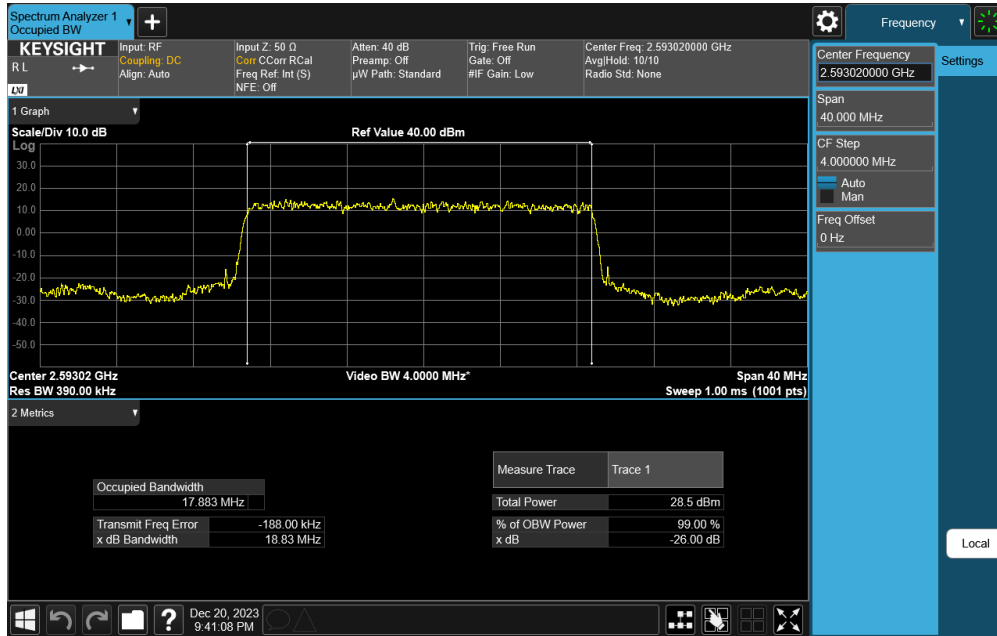 Spectrum Analyzer 1
Occupied BW
Frequency
KEYSIGHT
R L
LXI
Input: RF
Coupling: DC
Align: Auto
Input Z: 50 Ω
Corr CCorr RCal
Freq Ref: Int (S)
NFE: Off
Atten: 40 dB
Preamp: Off
µW Path: Standard
Trig: Free Run
Gate: Off
#IF Gain: Low
Center Freq: 2.593020000 GHz
Avg|Hold: 10/10
Radio Std: None
Center Frequency
2.593020000 GHz
Settings
Span
40.000 MHz
CF Step
4.000000 MHz
Auto
Man
Freq Offset
0 Hz
Local
1 Graph
Scale/Div 10.0 dB
Ref Value 40.00 dBm
Log
30.0
20.0
10.0
0.00
-10.0
-20.0
-30.0
-40.0
-50.0
Center 2.59302 GHz
Video BW 4.0000 MHz*
Span 40 MHz
Res BW 390.00 kHz
Sweep 1.00 ms (1001 pts)
2 Metrics
Measure Trace
Trace 1
Occupied Bandwidth
17.883 MHz
Total Power
28.5 dBm
Transmit Freq Error
-188.00 kHz
% of OBW Power
99.00 %
x dB Bandwidth
18.83 MHz
x dB
-26.00 dB
?
Dec 20, 2023
9:41:08 PM